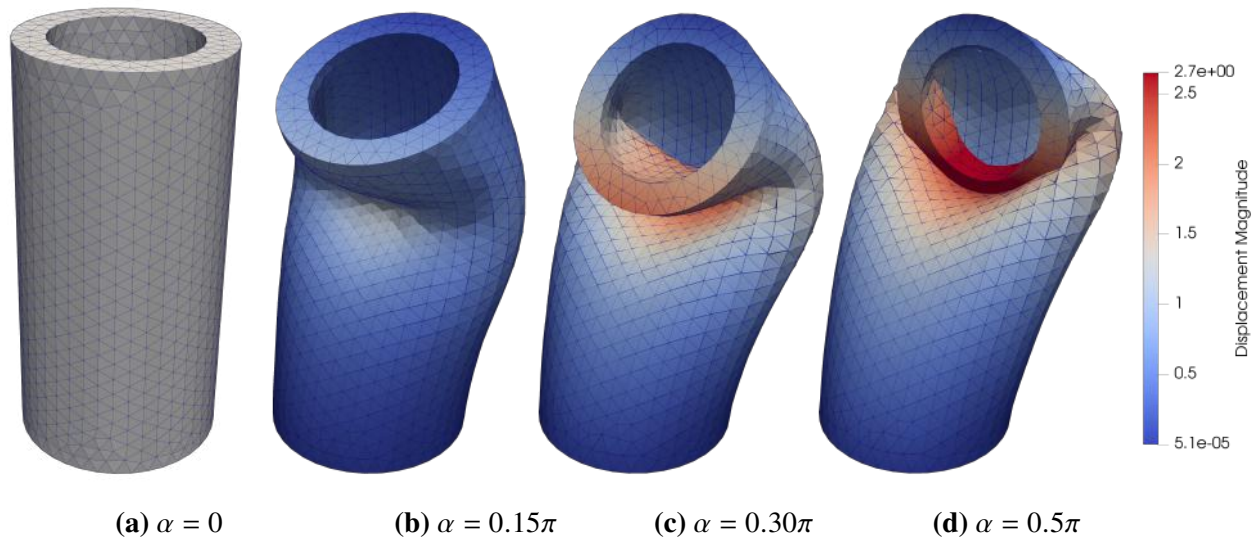 2.7e+00
2.5
2
1.5
1
0.5
5.1e-05
Displacement Magnitude
(a) α = 0
(b) α = 0.15π
(c) α = 0.30π
(d) α = 0.5π